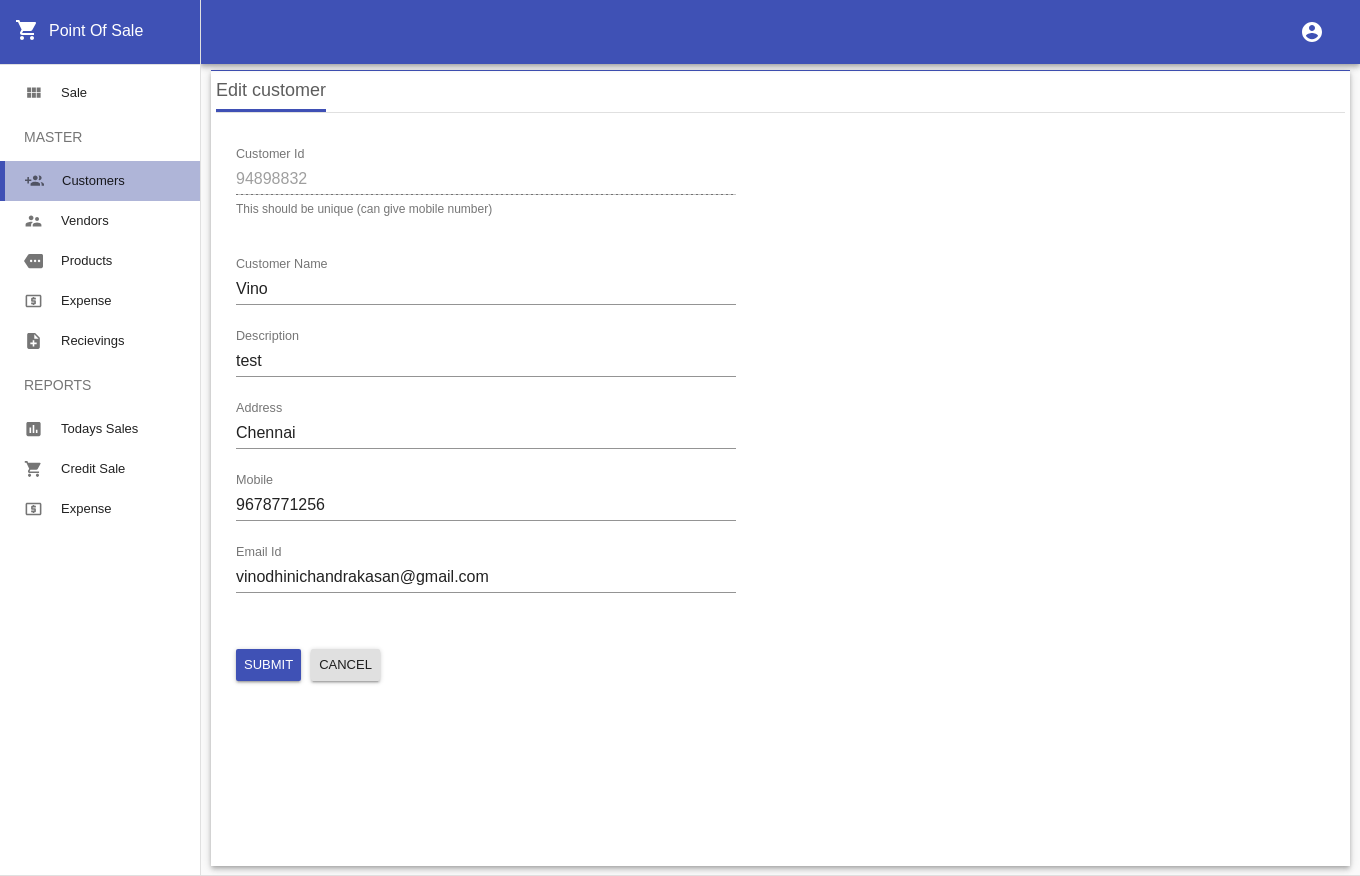 Point Of Sale
Sale
MASTER
Customers
Vendors
Products
Expense
Recievings
REPORTS
Todays Sales
Credit Sale
Expense
Edit customer
Customer Id
94898832
This should be unique (can give mobile number)
Customer Name
Vino
Description
test
Address
Chennai
Mobile
9678771256
Email Id
vinodhinichandrakasan@gmail.com
SUBMIT CANCEL